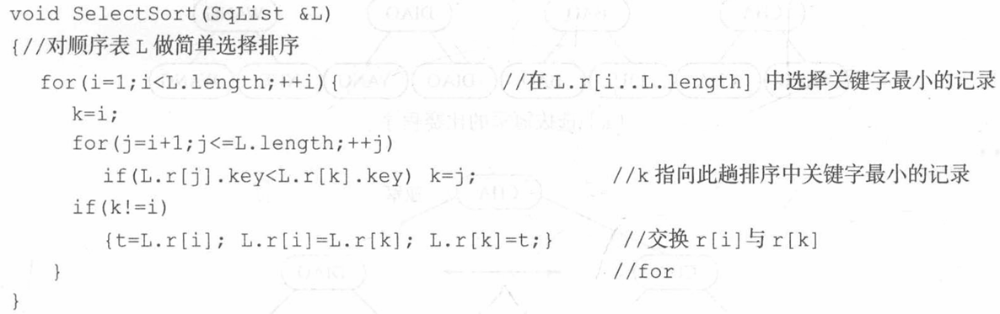 void SelectSort(SqList &L)
{//对顺序表 L 做简单选择排序
for(i=1;i<L.length;++i){ //在 L.r[i..L.length] 中选择关键字最小的记录
k=i;
for(j=i+1;j<=L.length;++j)
if(L.r[j].key<L.r[k].key) k=j; //k 指向此趟排序中关键字最小的记录
if(k!=i)
{t=L.r[i]; L.r[i]=L.r[k]; L.r[k]=t;} //交换 r[i]与 r[k]
} //for
}